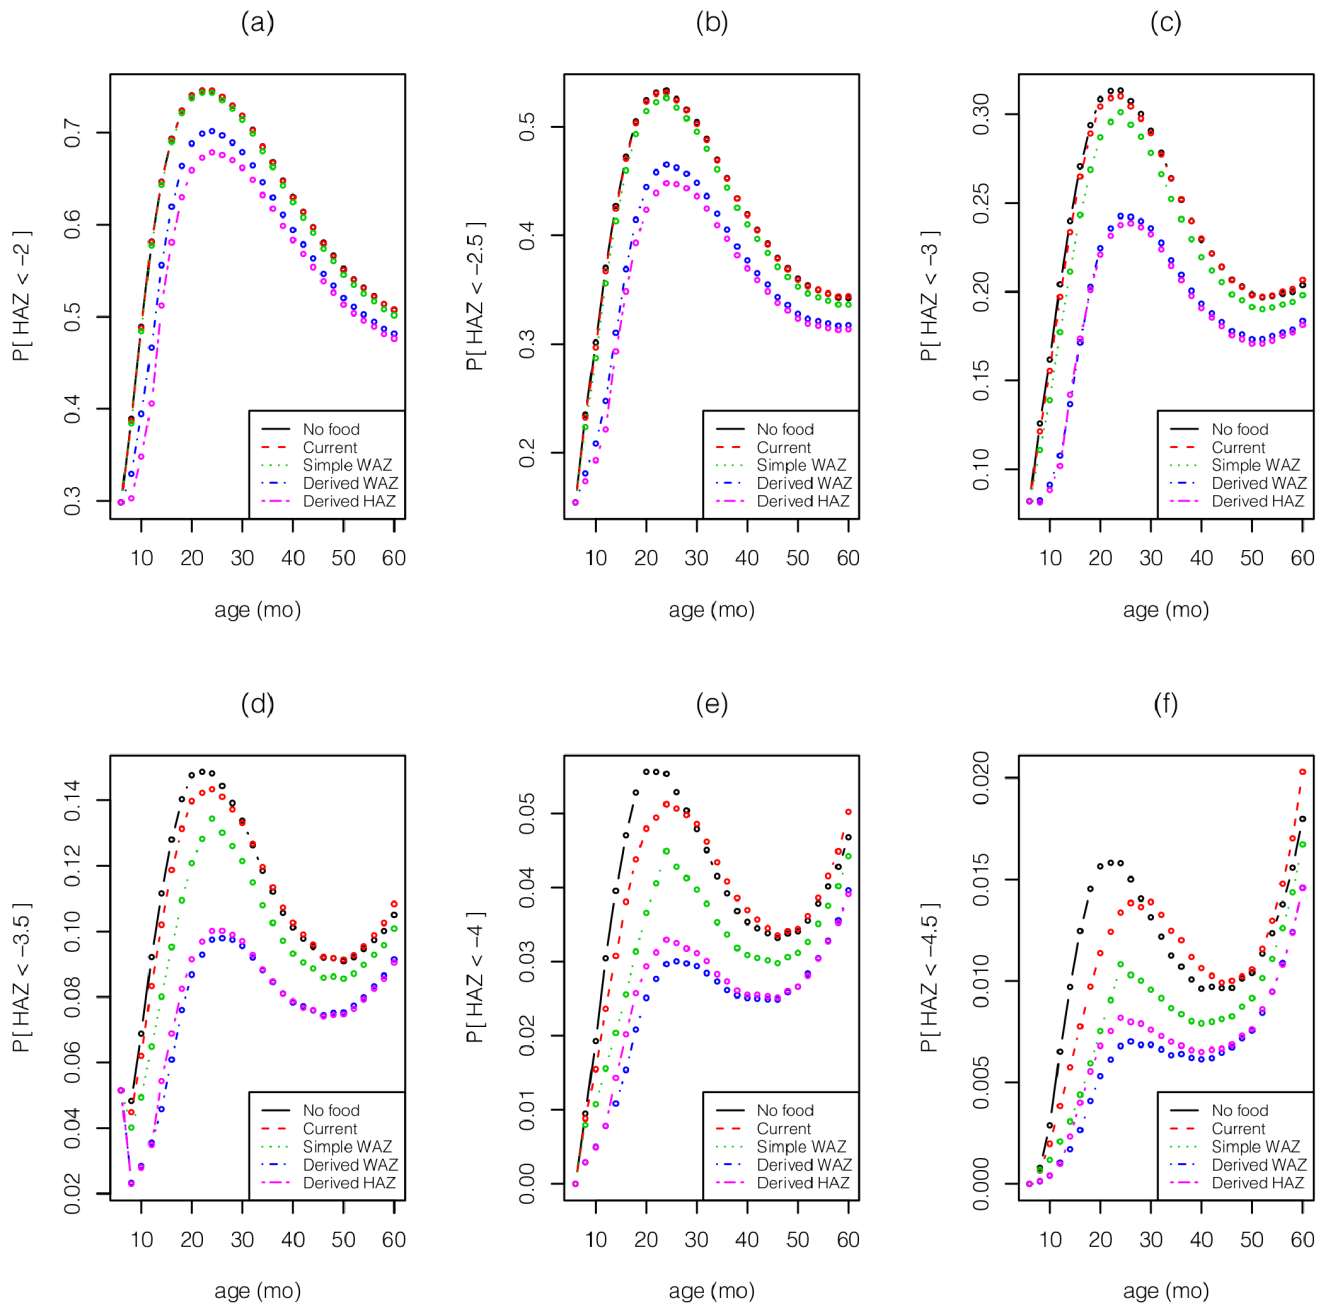 (a)
P[ HAZ < −2 ]
0.3 0.4 0.5 0.6 0.7
No food
Current
Simple WAZ
Derived WAZ
Derived HAZ
10 20 30 40 50 60
age (mo)
(b)
P[ HAZ < −2.5 ]
0.2 0.3 0.4 0.5
No food
Current
Simple WAZ
Derived WAZ
Derived HAZ
10 20 30 40 50 60
age (mo)
(c)
P[ HAZ < −3 ]
0.10 0.15 0.20 0.25 0.30
No food
Current
Simple WAZ
Derived WAZ
Derived HAZ
10 20 30 40 50 60
age (mo)
(d)
P[ HAZ < −3.5 ]
0.02 0.04 0.06 0.08 0.10 0.12 0.14
No food
Current
Simple WAZ
Derived WAZ
Derived HAZ
10 20 30 40 50 60
age (mo)
(e)
P[ HAZ < −4 ]
0.00 0.01 0.02 0.03 0.04 0.05
No food
Current
Simple WAZ
Derived WAZ
Derived HAZ
10 20 30 40 50 60
age (mo)
(f)
P[ HAZ < −4.5 ]
0.000 0.005 0.010 0.015 0.020
No food
Current
Simple WAZ
Derived WAZ
Derived HAZ
10 20 30 40 50 60
age (mo)